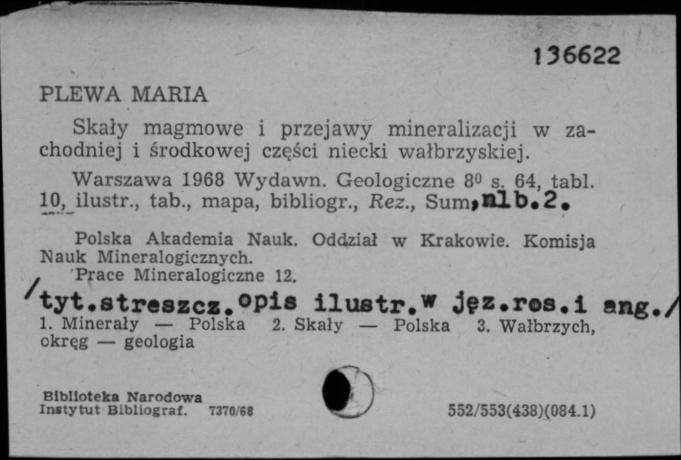 136622
PLEWA MARIA
Skały magmowe i przejawy mineralizacji w za-
chodniej i środkowej części niecki wałbrzyskiej.
Warszawa 1968 Wydawn. Geologiczne 8⁰ s. 64, tabl.
10, ilustr., tab., mapa, bibliogr., Rez., Sum,nlb.2.
Polska Akademia Nauk. Oddział w Krakowie. Komisja
Nauk Mineralogicznych.
Prace Mineralogiczne 12.
/tyt.streszcz.opis ilustr.w jęz.ros.i ang./
1. Minerały — Polska 2. Skały — Polska 3. Wałbrzych,
okręg — geologia
Biblioteka Narodowa
Instytut Bibliograf. 7370/68
552/553(438)(084.1)